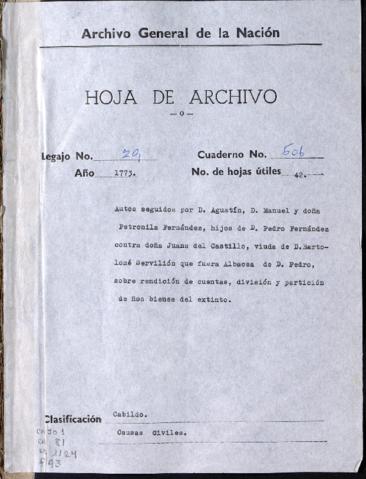 Archivo General de la Nación
HOJA DE ARCHIVO
—o—
Legajo No. 29, Cuaderno No. 506
Año 1773. No. de hojas útiles 42.-
Autos seguidos por D. Agustín, D. Manuel y doña
Petronila Fernández, hijos de D. Pedro Fernández
contra doña Juana del Castillo, viuda de D.Barto-
lomé Servilión que fuera Albacea de D. Pedro,
sobre rendición de cuentas, división y partición
de los bienes del extinto.
Clasificación Cabildo.
Causas Civiles.
81
1124